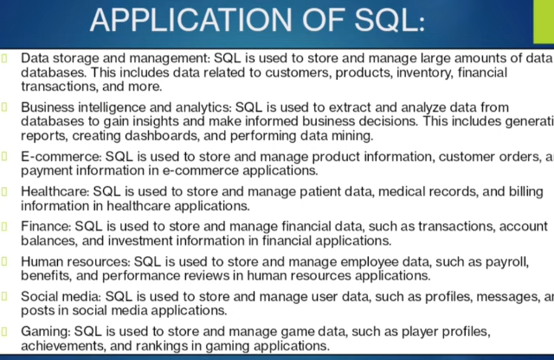 APPLICATION OF SQL:
Data storage and management: SQL is used to store and manage large amounts of data
databases. This includes data related to customers, products, inventory, financial
transactions, and more.
Business intelligence and analytics: SQL is used to extract and analyze data from
databases to gain insights and make informed business decisions. This includes generati
reports, creating dashboards, and performing data mining.
E-commerce: SQL is used to store and manage product information, customer orders, a
payment information in e-commerce applications.
Healthcare: SQL is used to store and manage patient data, medical records, and billing
information in healthcare applications.
Finance: SQL is used to store and manage financial data, such as transactions, account
balances, and investment information in financial applications.
Human resources: SQL is used to store and manage employee data, such as payroll,
benefits, and performance reviews in human resources applications.
Social media: SQL is used to store and manage user data, such as profiles, messages, a
posts in social media applications.
Gaming: SQL is used to store and manage game data, such as player profiles,
achievements, and rankings in gaming applications.